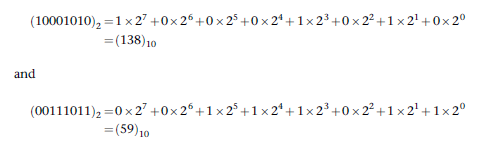 (10001010)₂ = 1 × 2⁷ + 0 × 2⁶ + 0 × 2⁵ + 0 × 2⁴ + 1 × 2³ + 0 × 2² + 1 × 2¹ + 0 × 2⁰
= (138)₁₀
and
(00111011)₂ = 0 × 2⁷ + 0 × 2⁶ + 1 × 2⁵ + 1 × 2⁴ + 1 × 2³ + 0 × 2² + 1 × 2¹ + 1 × 2⁰
= (59)₁₀